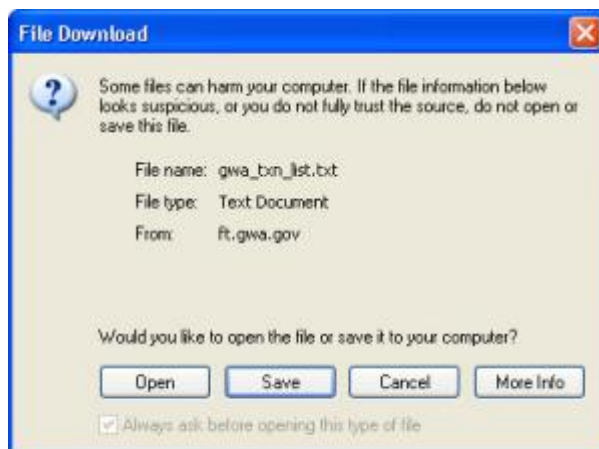 File Download
Some files can harm your computer. If the file information below
looks suspicious, or you do not fully trust the source, do not open or
save this file.
File name: gwa_txn_list.txt
File type: Text Document
From: ft.gwa.gov
Would you like to open the file or save it to your computer?
Open Save Cancel More Info
Always ask before opening this type of file